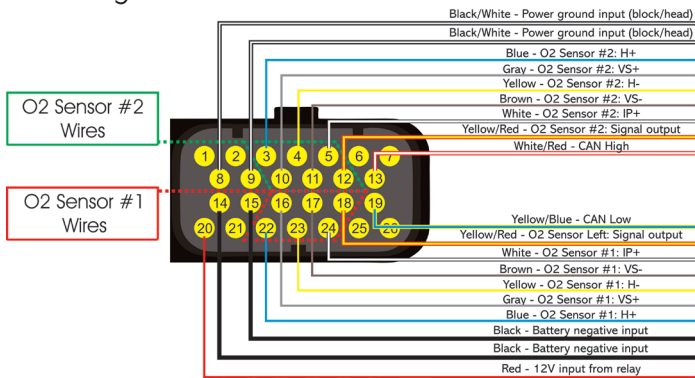 Black/White - Power ground input (block/head)
Black/White - Power ground input (block/head)
Blue - O2 Sensor #2: H+
Gray - O2 Sensor #2: VS+
Yellow - O2 Sensor #2: H-
Brown - O2 Sensor #2: VS-
White - O2 Sensor #2: IP+
Yellow/Red - O2 Sensor #2: Signal output
White/Red - CAN High
O2 Sensor #2
Wires
1 2 3 4 5 6 7
8 9 10 11 12 13
O2 Sensor #1
Wires
14 15 16 17 18 19
20 21 22 23 24 25 26
Yellow/Blue - CAN Low
Yellow/Red - O2 Sensor Left: Signal output
White - O2 Sensor #1: IP+
Brown - O2 Sensor #1: VS-
Yellow - O2 Sensor #1: H-
Gray - O2 Sensor #1: VS+
Blue - O2 Sensor #1: H+
Black - Battery negative input
Black - Battery negative input
Red - 12V input from relay